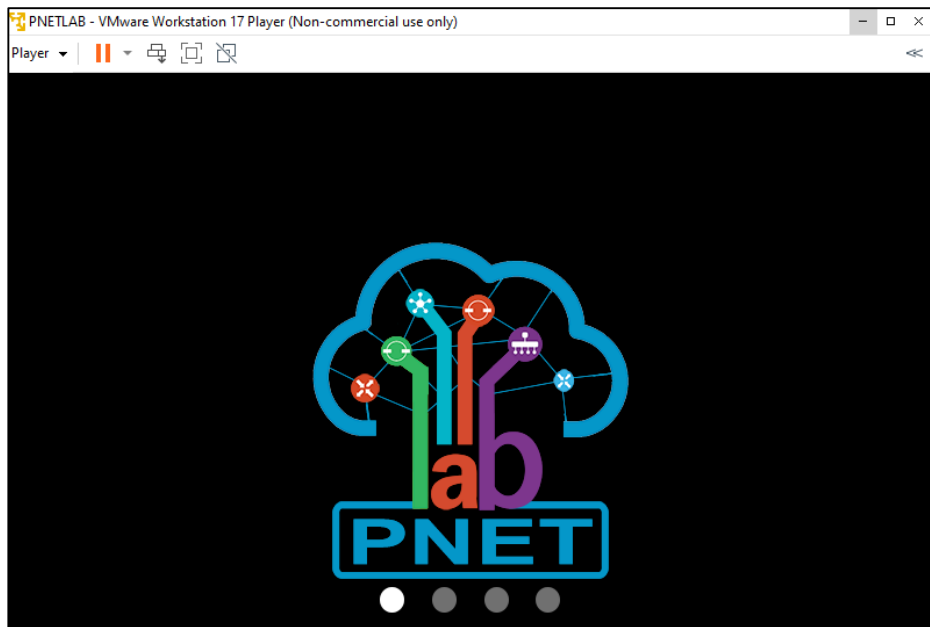 PNETLAB - VMware Workstation 17 Player (Non-commercial use only)
Player
lab
PNET